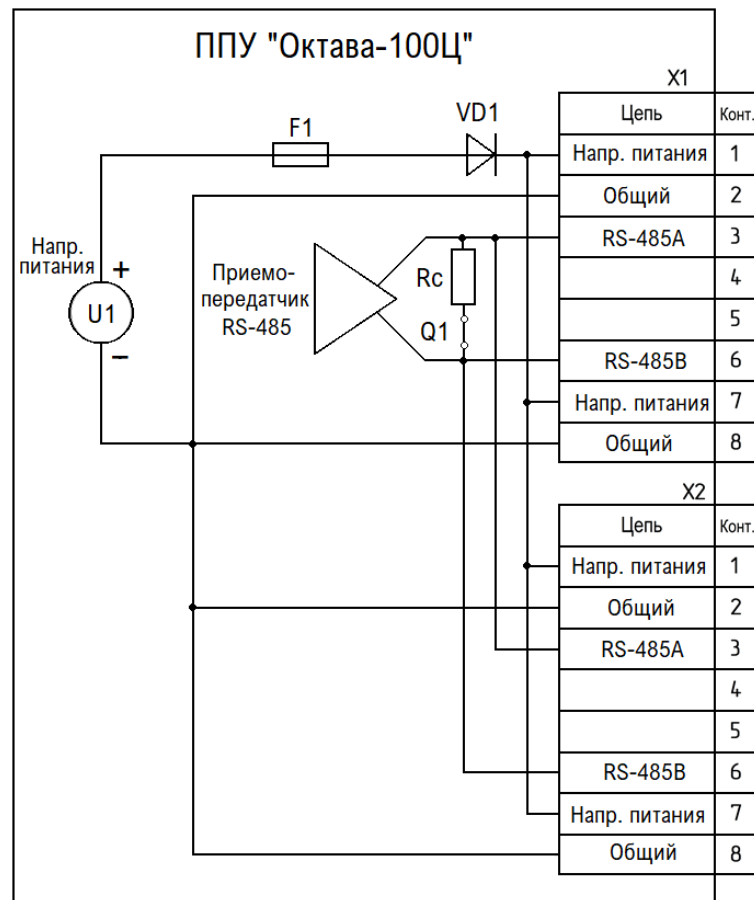 ППУ "Октава-100Ц"
X1
Цепь Конт.
Напр. питания 1
Общий 2
RS-485A 3
4
5
RS-485B 6
Напр. питания 7
Общий 8
F1
VD1
Напр.
питания
+
U1
−
Приемо-
передатчик
RS-485
Rc
Q1
X2
Цепь Конт.
Напр. питания 1
Общий 2
RS-485A 3
4
5
RS-485B 6
Напр. питания 7
Общий 8